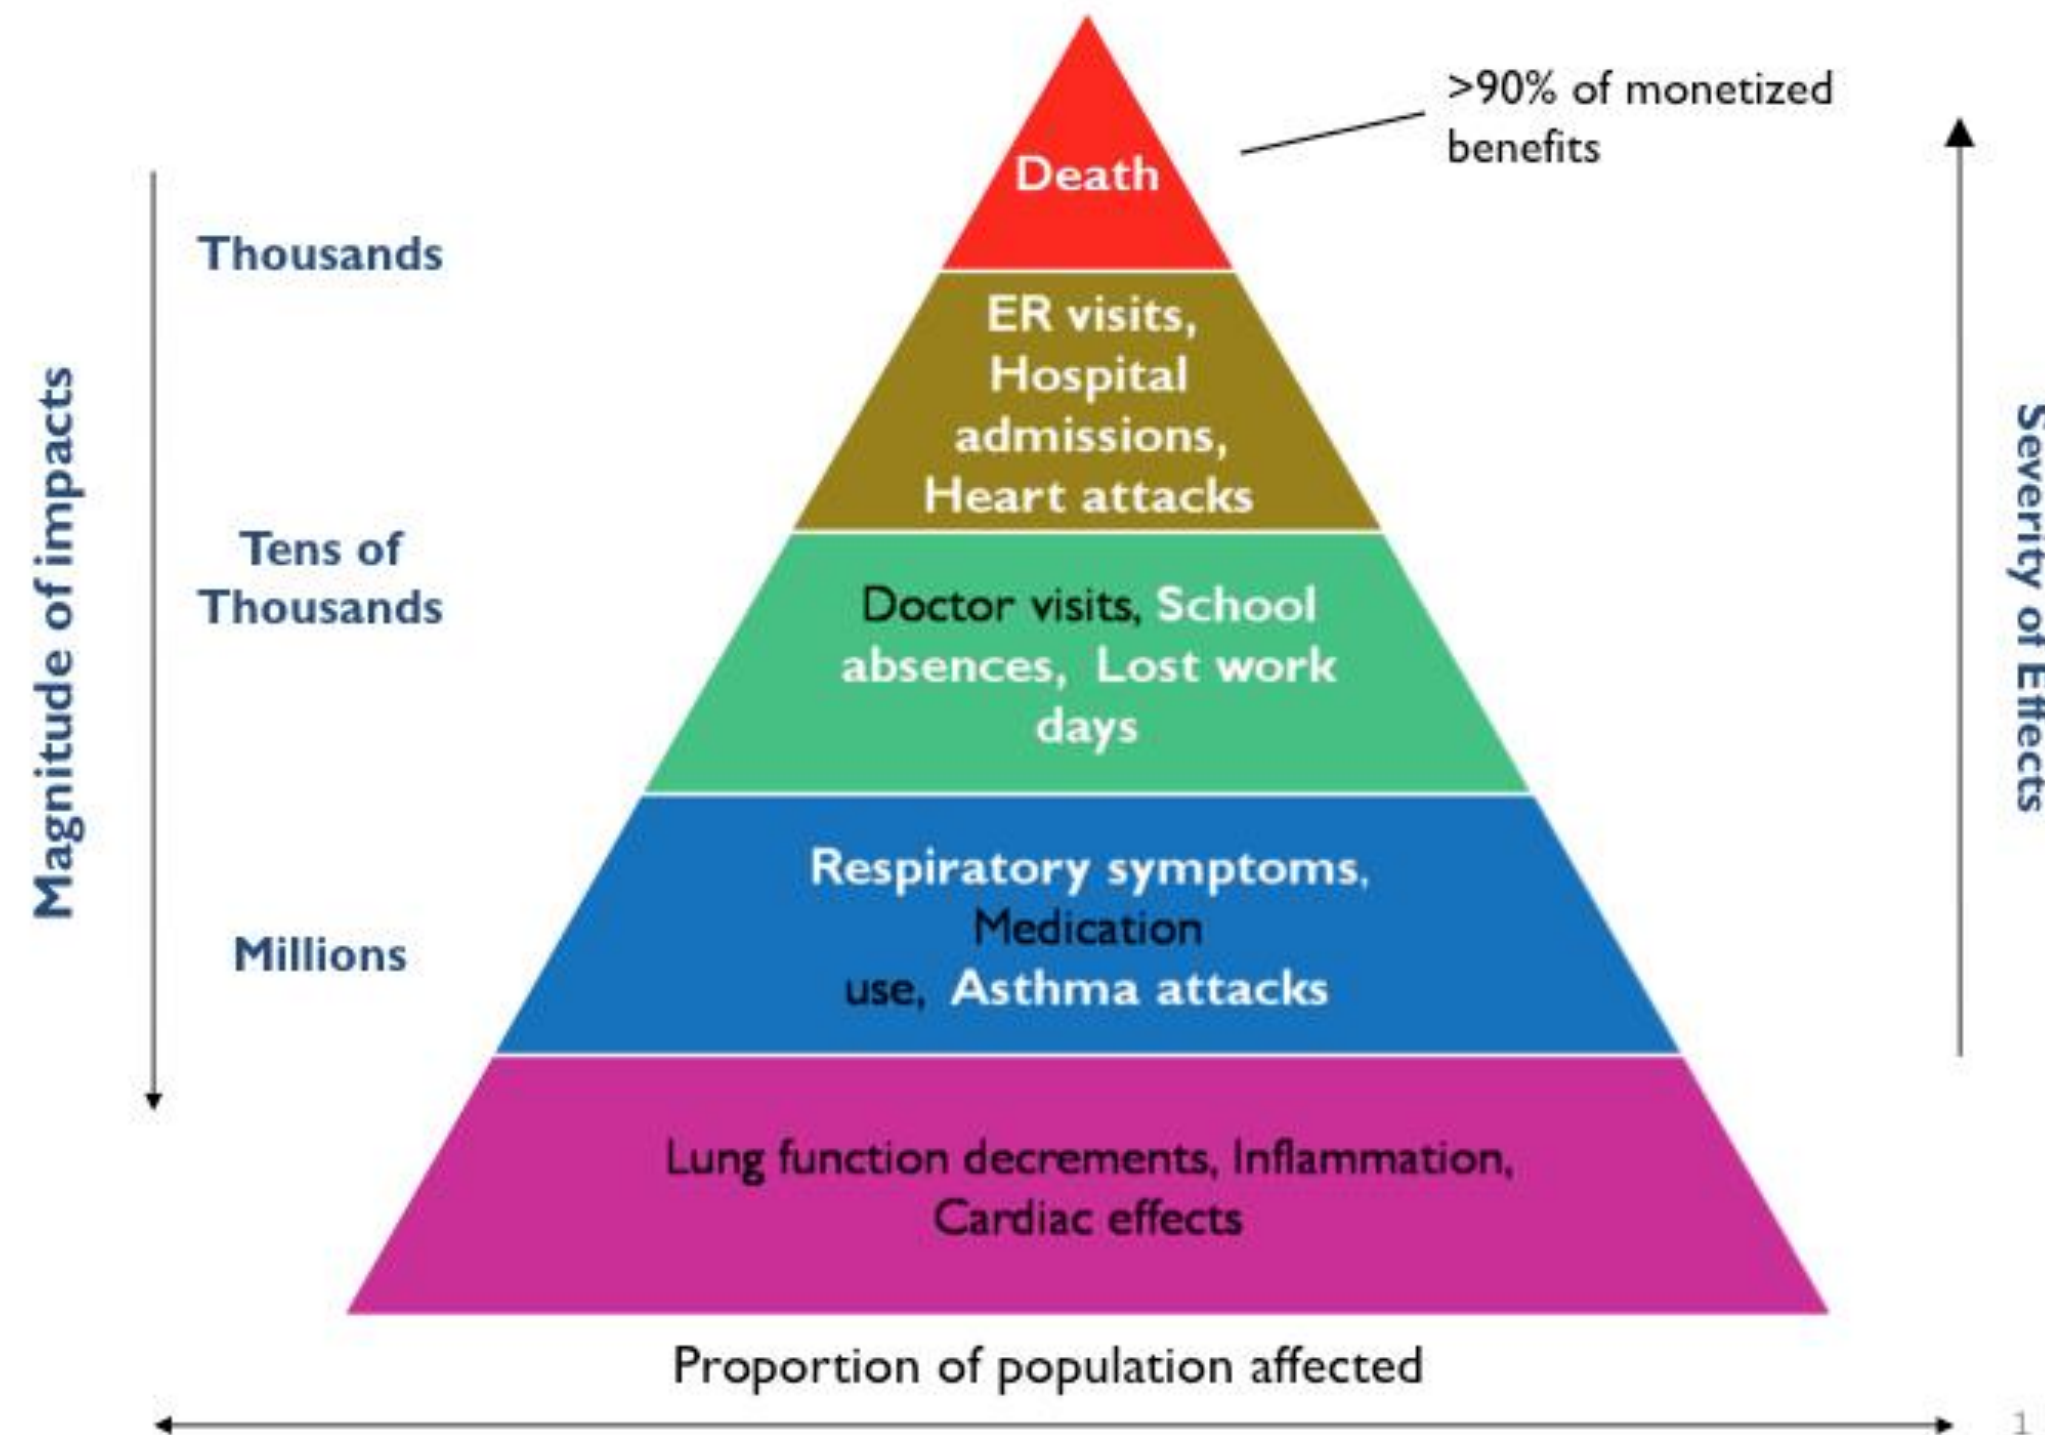 >90% of monetized
benefits
Death
Thousands
ER visits,
Hospital
admissions,
Heart attacks
Tens of
Thousands
Doctor visits, School
absences, Lost work
days
Magnitude of impacts
Severity of Effects
Respiratory symptoms,
Medication
use, Asthma attacks
Millions
Lung function decrements, Inflammation,
Cardiac effects
Proportion of population affected
1